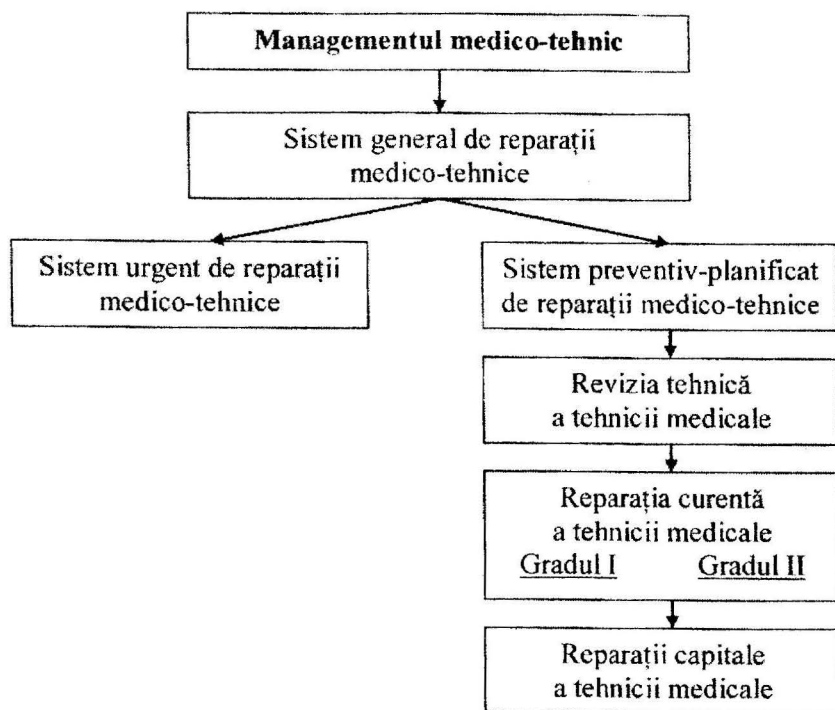 Managementul medico-tehnic
Sistem general de reparații
medico-tehnice
Sistem urgent de reparații
medico-tehnice
Sistem preventiv-planificat
de reparații medico-tehnice
Revizia tehnică
a tehnicii medicale
Reparația curentă
a tehnicii medicale
Gradul I Gradul II
Reparații capitale
a tehnicii medicale